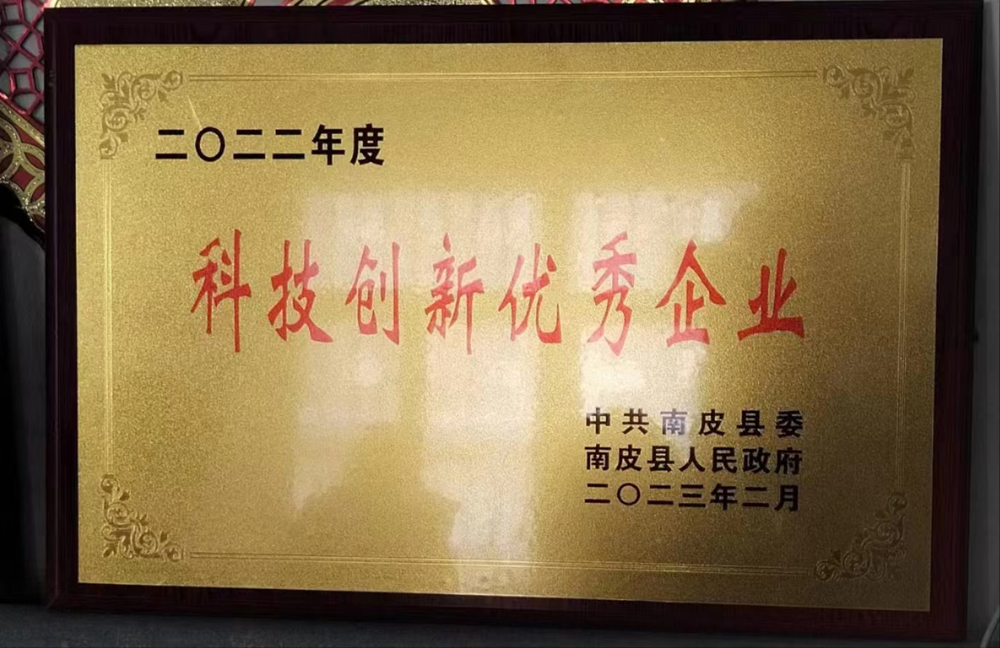 二〇二二年度
科技创新优秀企业
中共南皮县委
南皮县人民政府
二〇二三年二月